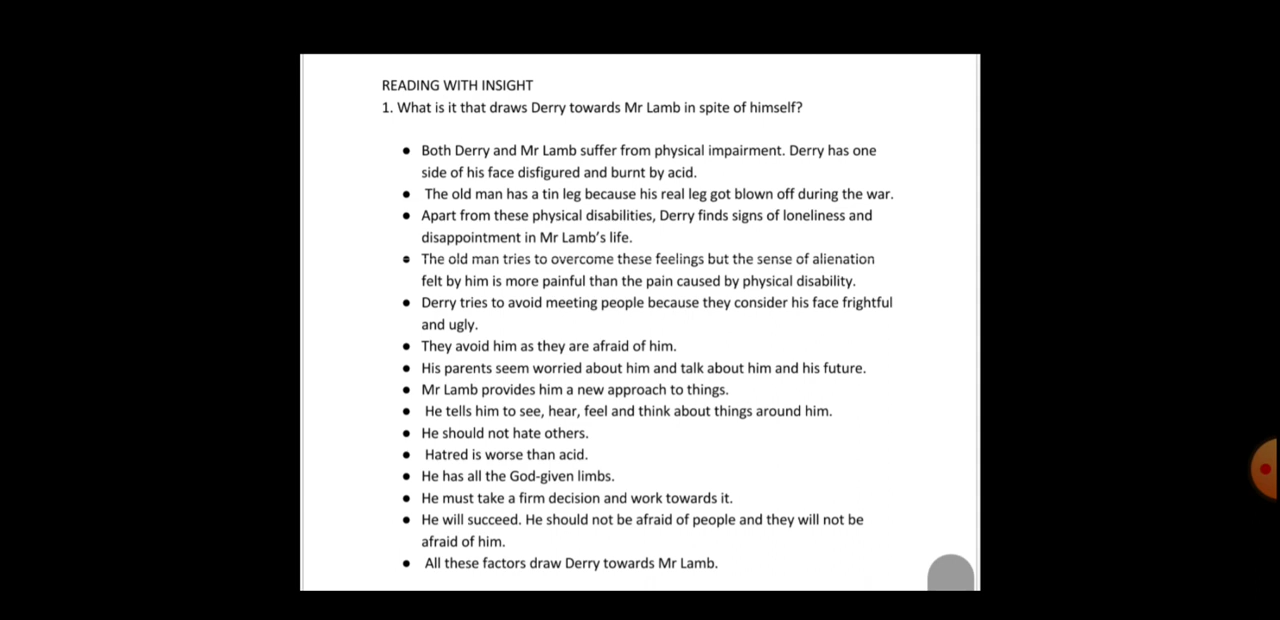 READING WITH INSIGHT
1. What is it that draws Derry towards Mr Lamb in spite of himself?
● Both Derry and Mr Lamb suffer from physical impairment. Derry has one
side of his face disfigured and burnt by acid.
● The old man has a tin leg because his real leg got blown off during the war.
● Apart from these physical disabilities, Derry finds signs of loneliness and
disappointment in Mr Lamb’s life.
● The old man tries to overcome these feelings but the sense of alienation
felt by him is more painful than the pain caused by physical disability.
● Derry tries to avoid meeting people because they consider his face frightful
and ugly.
● They avoid him as they are afraid of him.
● His parents seem worried about him and talk about him and his future.
● Mr Lamb provides him a new approach to things.
● He tells him to see, hear, feel and think about things around him.
● He should not hate others.
● Hatred is worse than acid.
● He has all the God-given limbs.
● He must take a firm decision and work towards it.
● He will succeed. He should not be afraid of people and they will not be
afraid of him.
● All these factors draw Derry towards Mr Lamb.